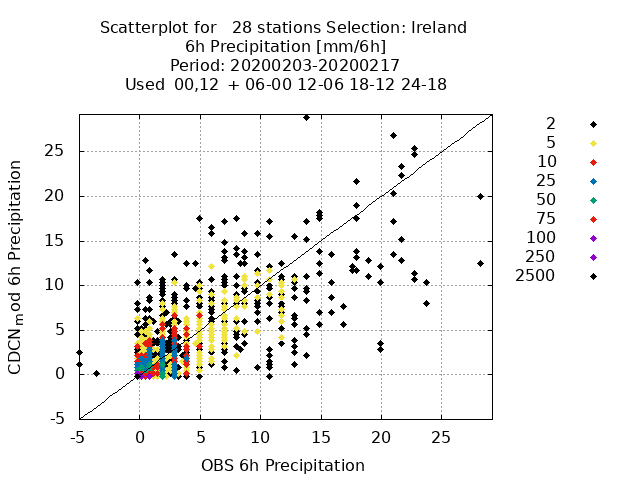 Scatterplot for   28 stations Selection: Ireland
6h Precipitation [mm/6h]
Period: 20200203-20200217
Used  00,12  + 06-00 12-06 18-12 24-18
2
5
10
25
50
75
100
250
2500
CDCN_mod 6h Precipitation
25
20
15
10
5
0
-5
-5 0 5 10 15 20 25
OBS 6h Precipitation